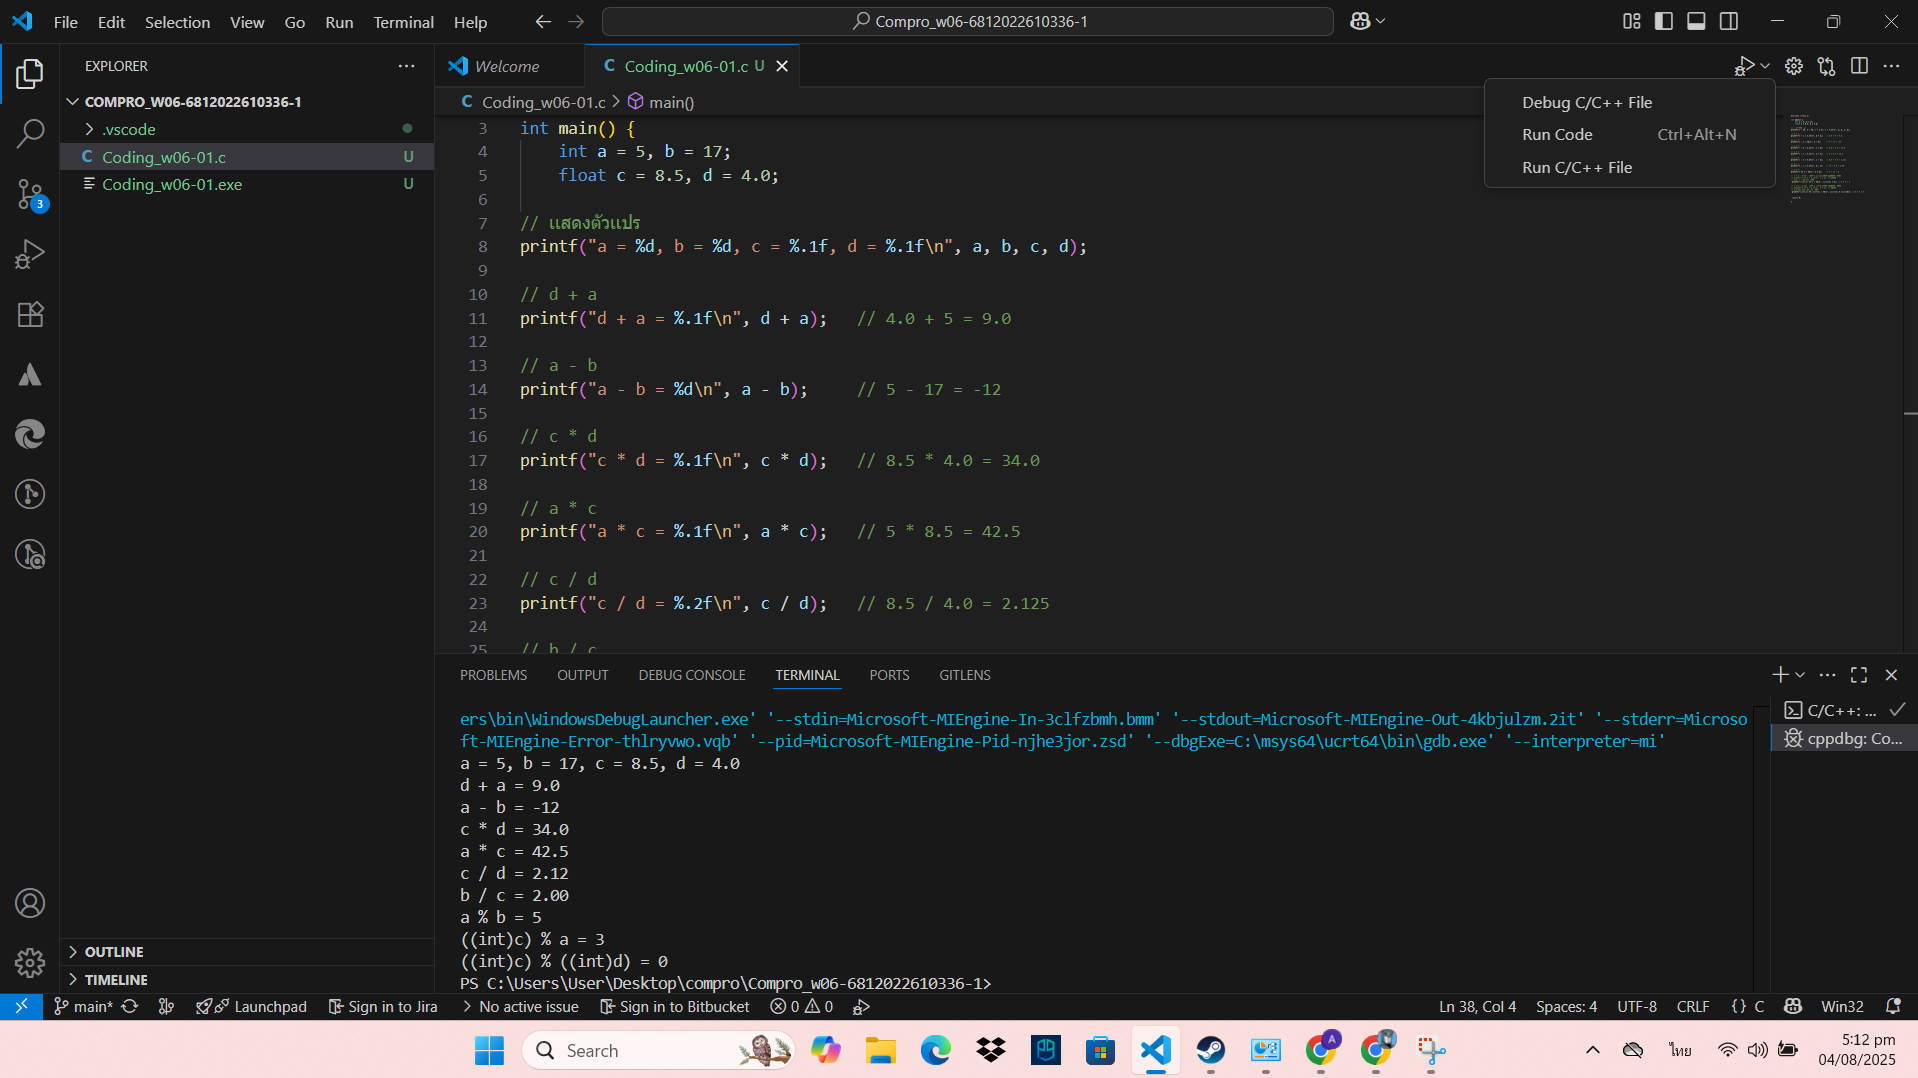 File Edit Selection View Go Run Terminal Help
Compro_w06-6812022610336-1
EXPLORER
Welcome
C Coding_w06-01.c U
COMPRO_W06-6812022610336-1
.vscode
C Coding_w06-01.c U
Coding_w06-01.exe U
3
C Coding_w06-01.c > main()
Debug C/C++ File
Run Code Ctrl+Alt+N
Run C/C++ File
3 int main() {
4 int a = 5, b = 17;
5 float c = 8.5, d = 4.0;
6
7 // แสดงตัวแปร
8 printf("a = %d, b = %d, c = %.1f, d = %.1f\n", a, b, c, d);
9
10 // d + a
11 printf("d + a = %.1f\n", d + a); // 4.0 + 5 = 9.0
12
13 // a - b
14 printf("a - b = %d\n", a - b); // 5 - 17 = -12
15
16 // c * d
17 printf("c * d = %.1f\n", c * d); // 8.5 * 4.0 = 34.0
18
19 // a * c
20 printf("a * c = %.1f\n", a * c); // 5 * 8.5 = 42.5
21
22 // c / d
23 printf("c / d = %.2f\n", c / d); // 8.5 / 4.0 = 2.125
24
25 // b / c
PROBLEMS OUTPUT DEBUG CONSOLE TERMINAL PORTS GITLENS
ers\bin\WindowsDebugLauncher.exe' '--stdin=Microsoft-MIEngine-In-3clfzbmh.bmm' '--stdout=Microsoft-MIEngine-Out-4kbjulzm.2it' '--stderr=Microso
ft-MIEngine-Error-thlryvwo.vqb' '--pid=Microsoft-MIEngine-Pid-njhe3jor.zsd' '--dbgExe=C:\msys64\ucrt64\bin\gdb.exe' '--interpreter=mi'
a = 5, b = 17, c = 8.5, d = 4.0
d + a = 9.0
a - b = -12
c * d = 34.0
a * c = 42.5
c / d = 2.12
b / c = 2.00
a % b = 5
((int)c) % a = 3
((int)c) % ((int)d) = 0
PS C:\Users\User\Desktop\compro\Compro_w06-6812022610336-1>
C/C++: ...
cppdbg: Co...
OUTLINE
TIMELINE
main* Launchpad Sign in to Jira > No active issue Sign in to Bitbucket 0 0 Ln 38, Col 4 Spaces: 4 UTF-8 CRLF {} C Win32
Search
A
ไทย
5:12 pm
04/08/2025